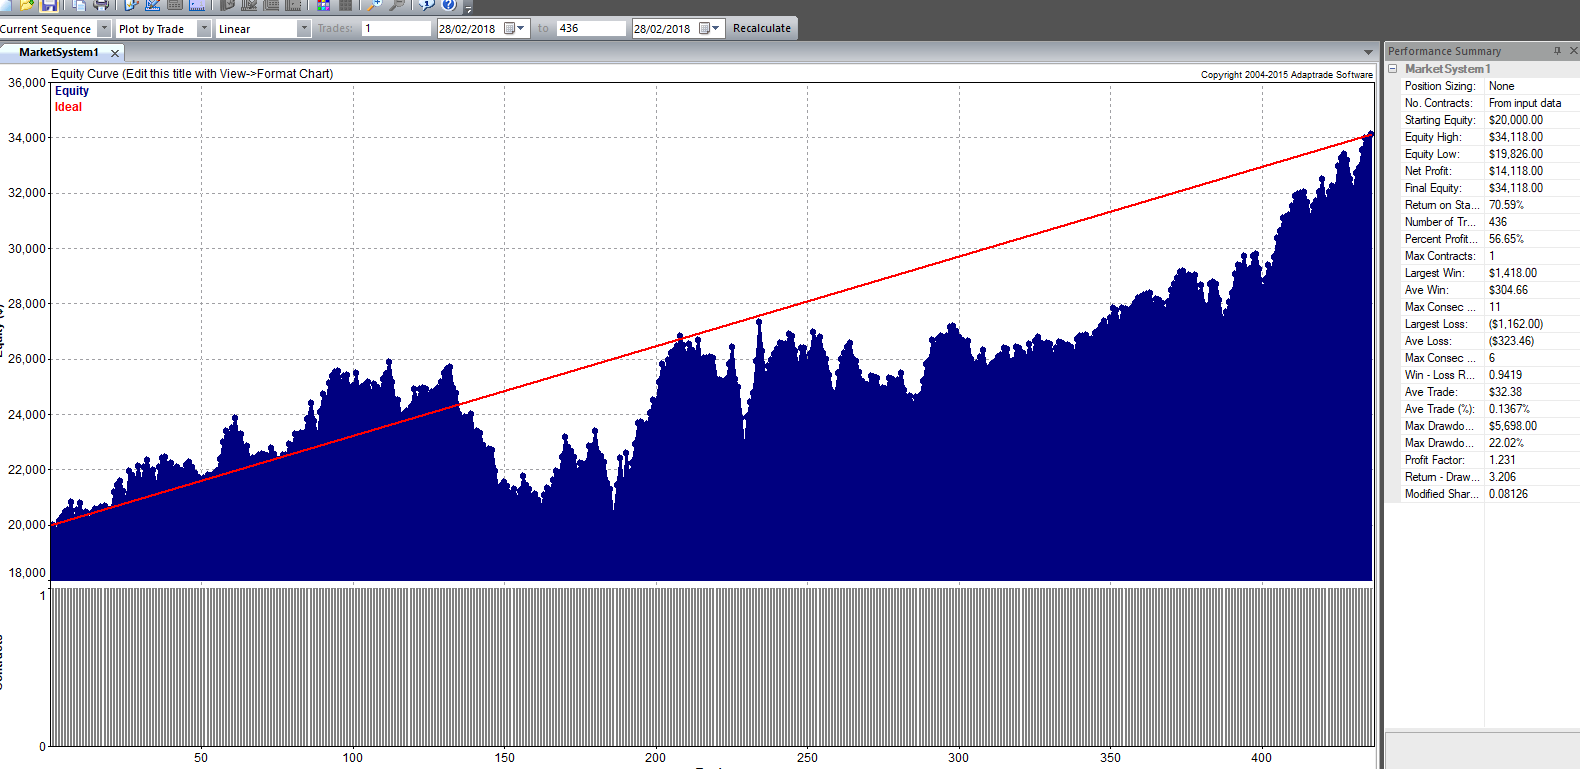 Current Sequence Plot by Trade Linear Trades: 1 28/02/2018 to 436 28/02/2018 Recalculate
MarketSystem1
Equity Curve (Edit this title with View->Format Chart) Copyright 2004-2015 Adaptrade Software
Equity
Ideal
36,000
34,000
32,000
30,000
28,000
26,000
24,000
22,000
20,000
18,000
1
0
50 100 150 200 250 300 350 400
Performance Summary
MarketSystem1
Position Sizing: None
No. Contracts: From input data
Starting Equity: $20,000.00
Equity High: $34,118.00
Equity Low: $19,826.00
Net Profit: $14,118.00
Final Equity: $34,118.00
Return on Sta... 70.59%
Number of Tr... 436
Percent Profit... 56.65%
Max Contracts: 1
Largest Win: $1,418.00
Ave Win: $304.66
Max Consec ... 11
Largest Loss: ($1,162.00)
Ave Loss: ($323.46)
Max Consec ... 6
Win - Loss R... 0.9419
Ave Trade: $32.38
Ave Trade (%): 0.1367%
Max Drawdo... $5,698.00
Max Drawdo... 22.02%
Profit Factor: 1.231
Return - Draw... 3.206
Modified Shar... 0.08126